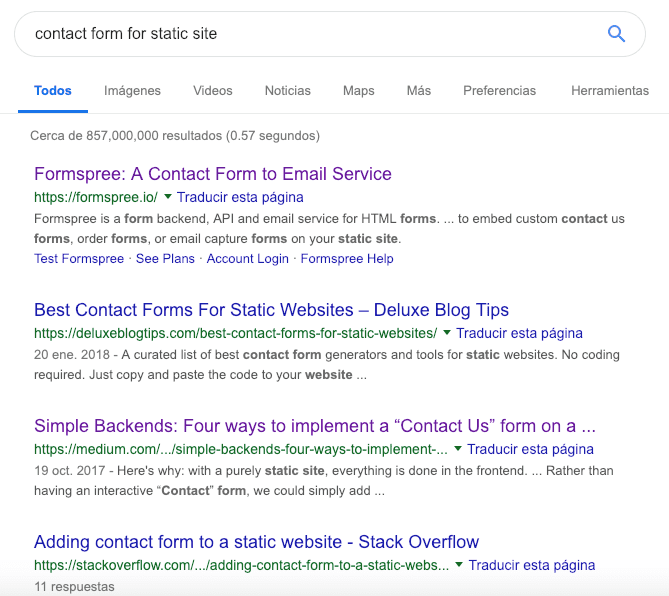 contact form for static site
Todos Imágenes Videos Noticias Maps Más Preferencias Herramientas
Cerca de 857,000,000 resultados (0.57 segundos)
Formspree: A Contact Form to Email Service
https://formspree.io/ Traducir esta página
Formspree is a form backend, API and email service for HTML forms. ... to embed custom contact us
forms, order forms, or email capture forms on your static site.
Test Formspree · See Plans · Account Login · Formspree Help
Best Contact Forms For Static Websites – Deluxe Blog Tips
https://deluxeblogtips.com/best-contact-forms-for-static-websites/ Traducir esta página
20 ene. 2018 - A curated list of best contact form generators and tools for static websites. No coding
required. Just copy and paste the code to your website ...
Simple Backends: Four ways to implement a “Contact Us” form on a ...
https://medium.com/.../simple-backends-four-ways-to-implement-... Traducir esta página
19 oct. 2017 - Here's why: with a purely static site, everything is done in the frontend. ... Rather than
having an interactive “Contact” form, we could simply add ...
Adding contact form to a static website - Stack Overflow
https://stackoverflow.com/.../adding-contact-form-to-a-static-webs... Traducir esta página
11 respuestas